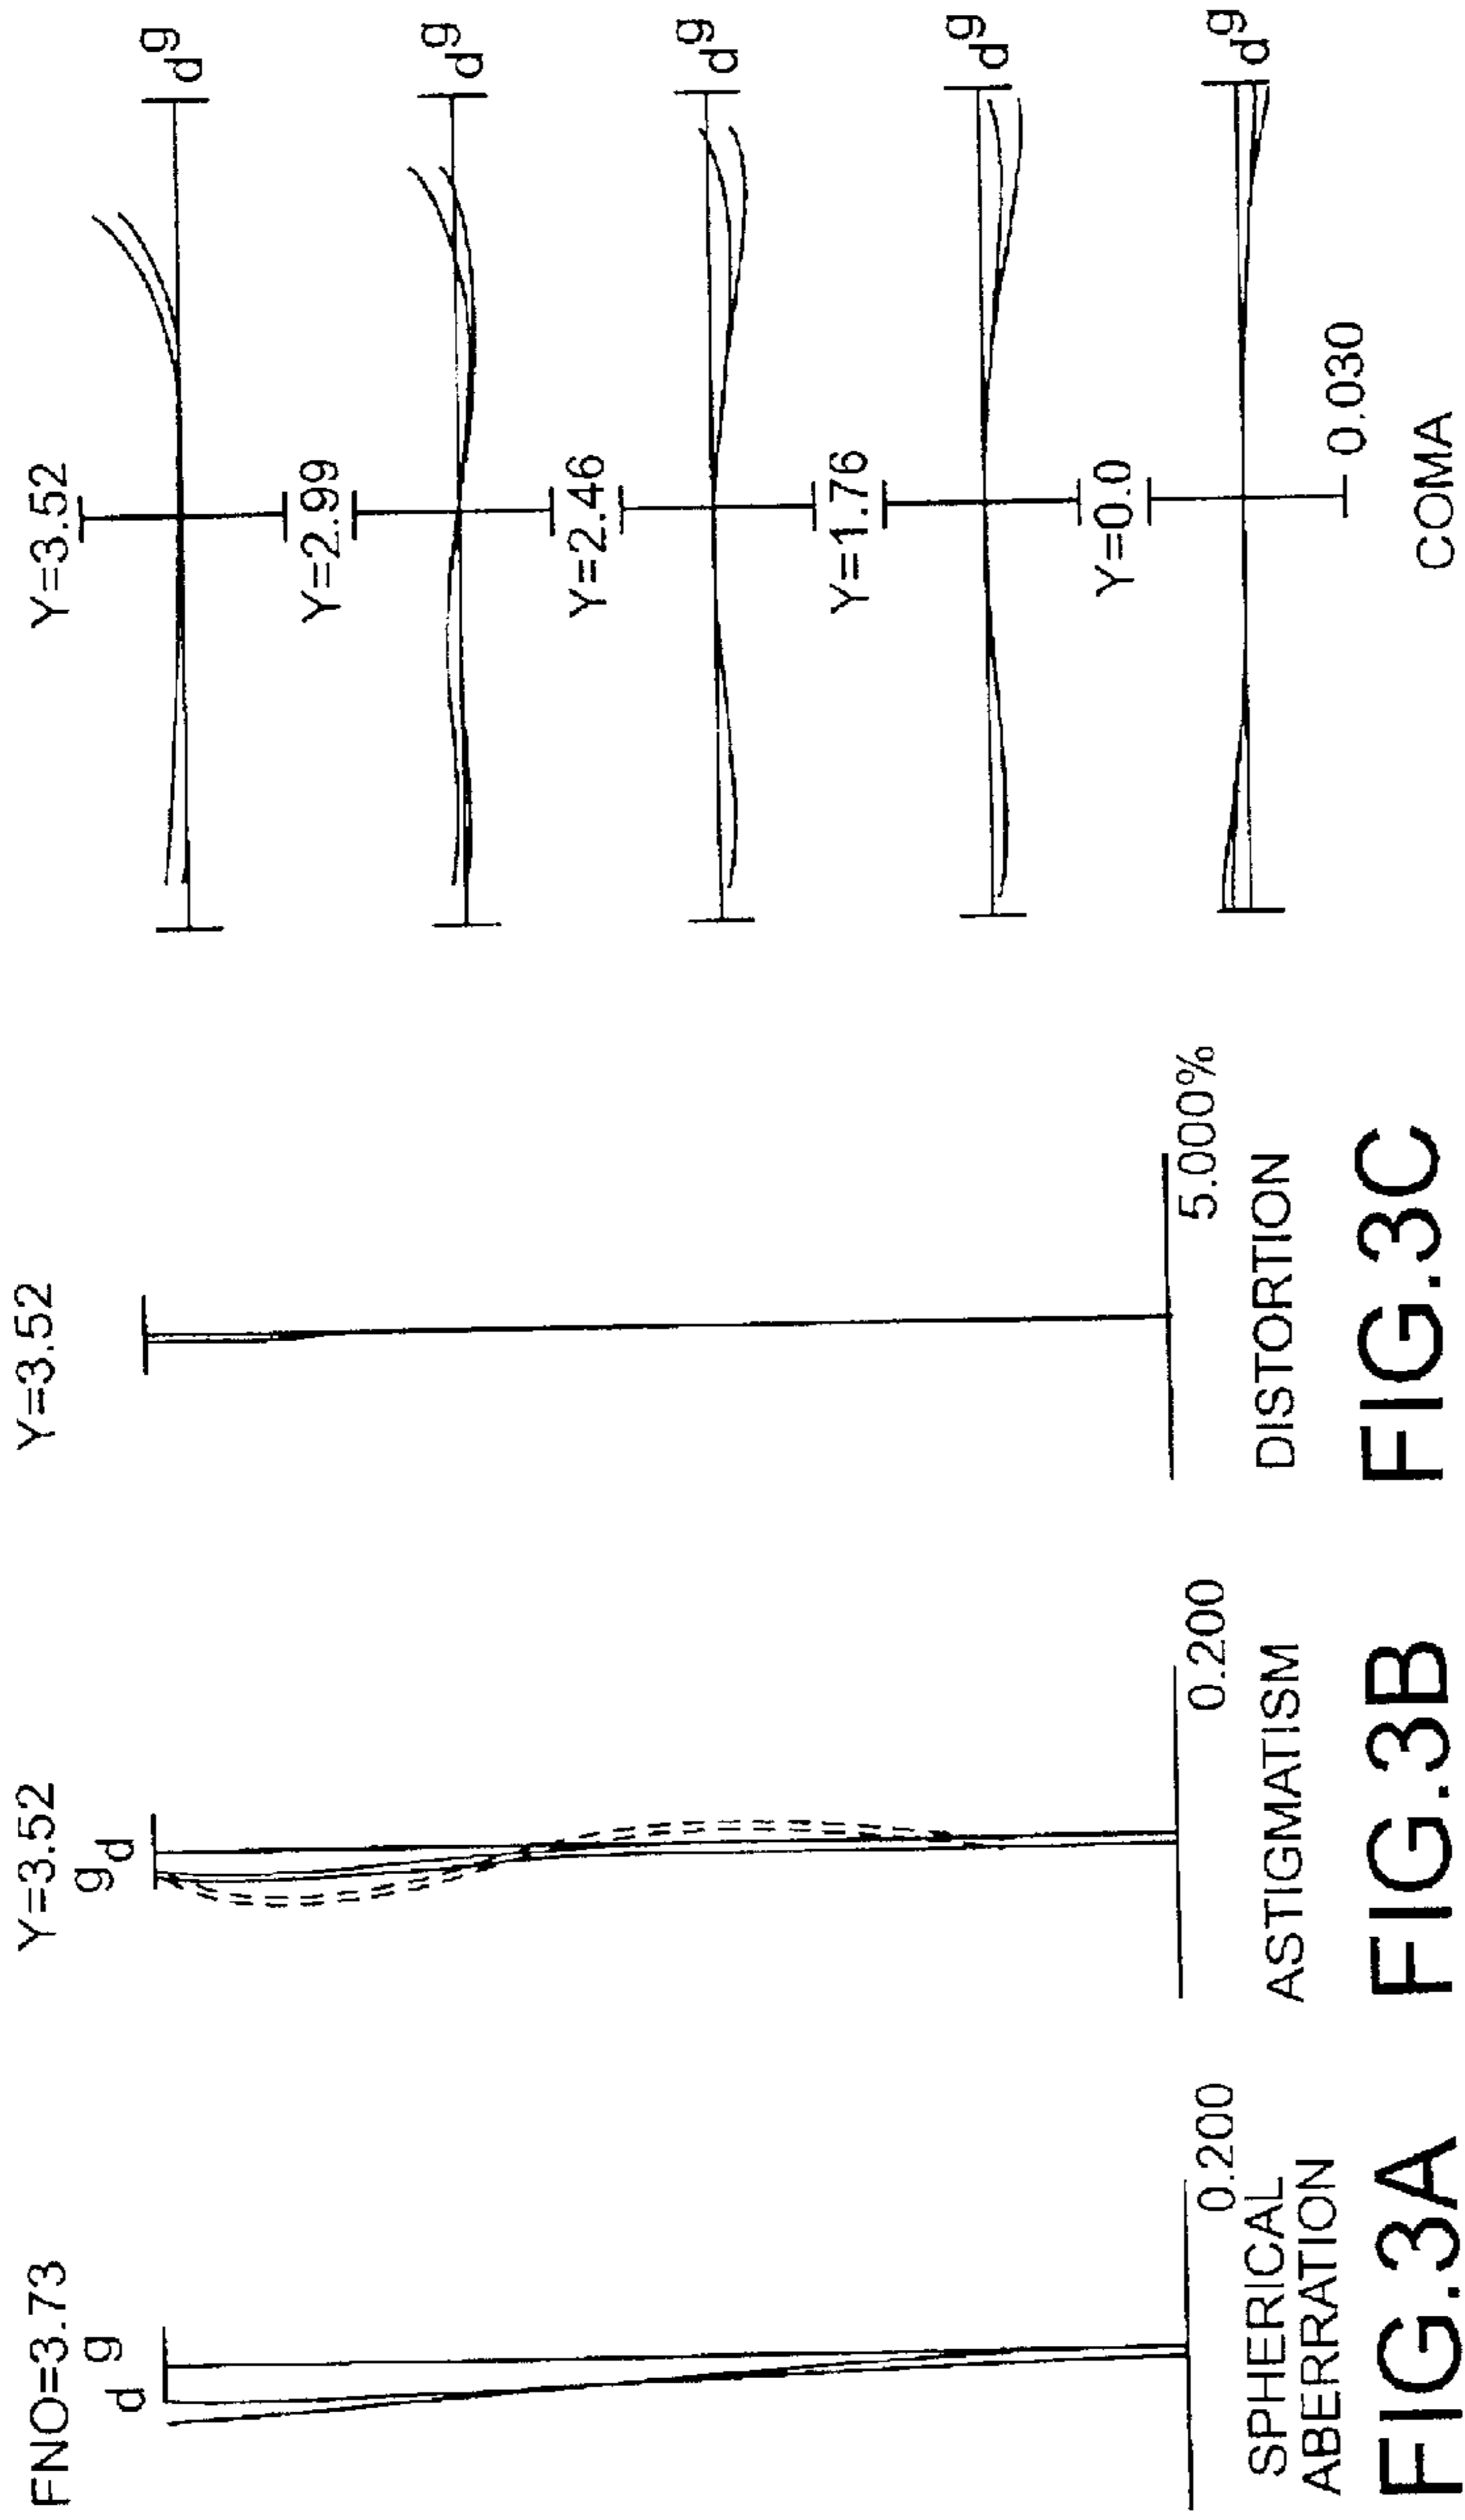 FNO=3.73
d
g
0.200
SPHERICAL
ABERRATION
FIG.3A
Y=3.52
g
d
0.200
ASTIGMATISM
FIG.3B
Y=3.52
5.000%
DISTORTION
FIG.3C
Y=3.52
g
d
Y=2.99
g
d
Y=2.46
g
d
Y=1.76
g
d
Y=0.0
g
d
0.030
COMA